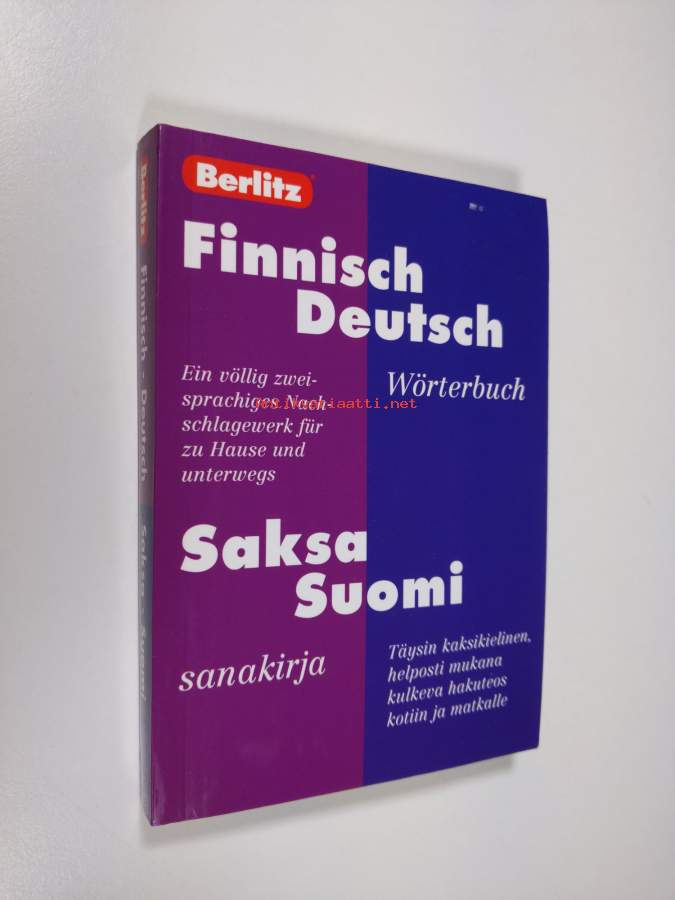 Berlitz
Finnisch
Deutsch
Wörterbuch
Ein völlig zwei-
sprachiges Nach-
schlagewerk für
zu Hause und
unterwegs
Saksa
Suomi
sanakirja
Täysin kaksikielinen,
helposti mukana
kulkeva hakuteos
kotiin ja matkalle
Berlitz
Finnisch - Deutsch
Saksa - Suomi